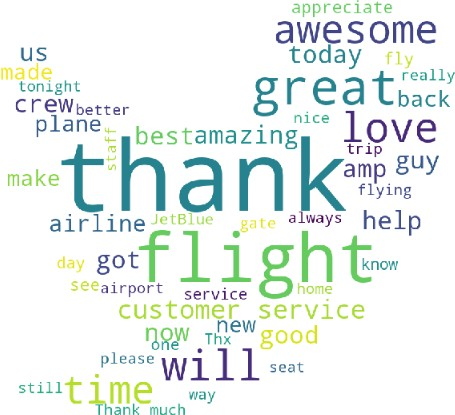 appreciate
awesome
us
today
fly
made
great
really
tonight
back
crew
better
nice
love
plane
staff
best
amazing
trip
guy
thank
amp
make
flying
airline
JetBlue
gate
always
help
flight
got
know
day
see
airport
service
home
customer service
new
now
one
Thx
good
please
will
seat
still
time
way
Thank much